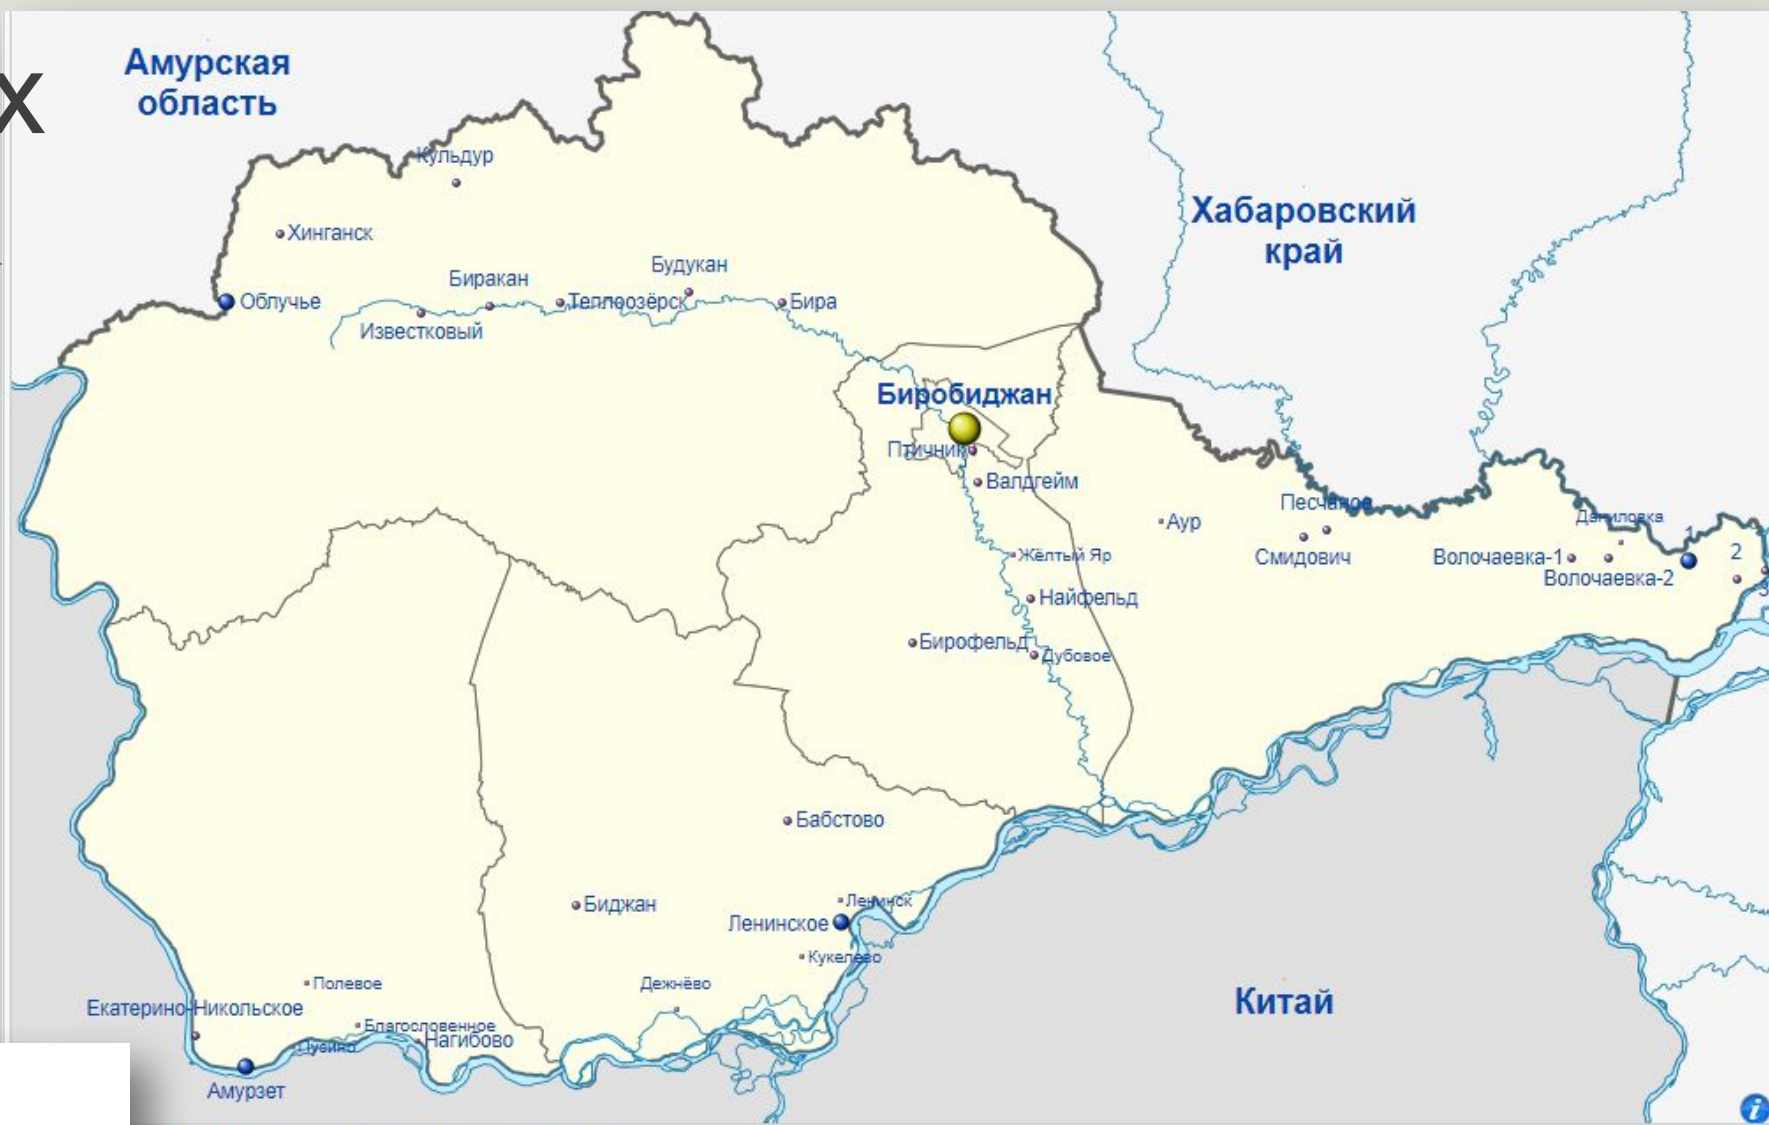 х
Амурская
область
Кульдур
Хинганск
Хабаровский
край
Будукан
Биракан
Облучье
Теплоозёрск
Бира
Известковый
Биробиджан
Птичник
Валдгейм
Песчаное
Аур
Даниловка
1
2
3
Смидович
Волочаевка-1
Волочаевка-2
Жёлтый Яр
Найфельд
Бирофельд
Дубовое
Бабстово
Биджан
Ленинск
Ленинское
Кукелево
Полевое
Дежнёво
Китай
Екатерино-Никольское
Благословенное
Нагибово
Пузино
Амурзет
i